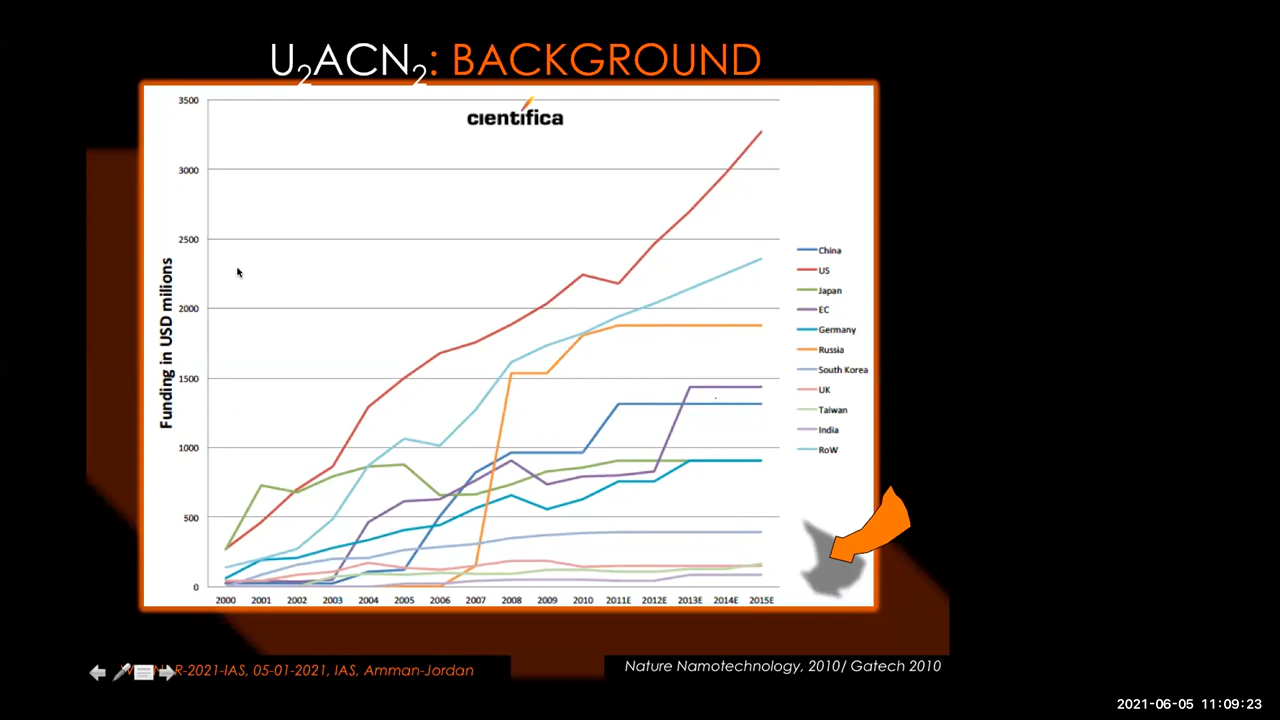 U2ACN2: BACKGROUND
científica
Funding in USD milions
3500
3000
2500
2000
1500
1000
500
0
2000 2001 2002 2003 2004 2005 2006 2007 2008 2009 2010 2011E 2012E 2013E 2014E 2015E
China
US
Japan
EC
Germany
Russia
South Korea
UK
Taiwan
India
RoW
R-2021-IAS, 05-01-2021, IAS, Amman-Jordan
Nature Namotechnology, 2010/ Gatech 2010
2021-06-05 11:09:23